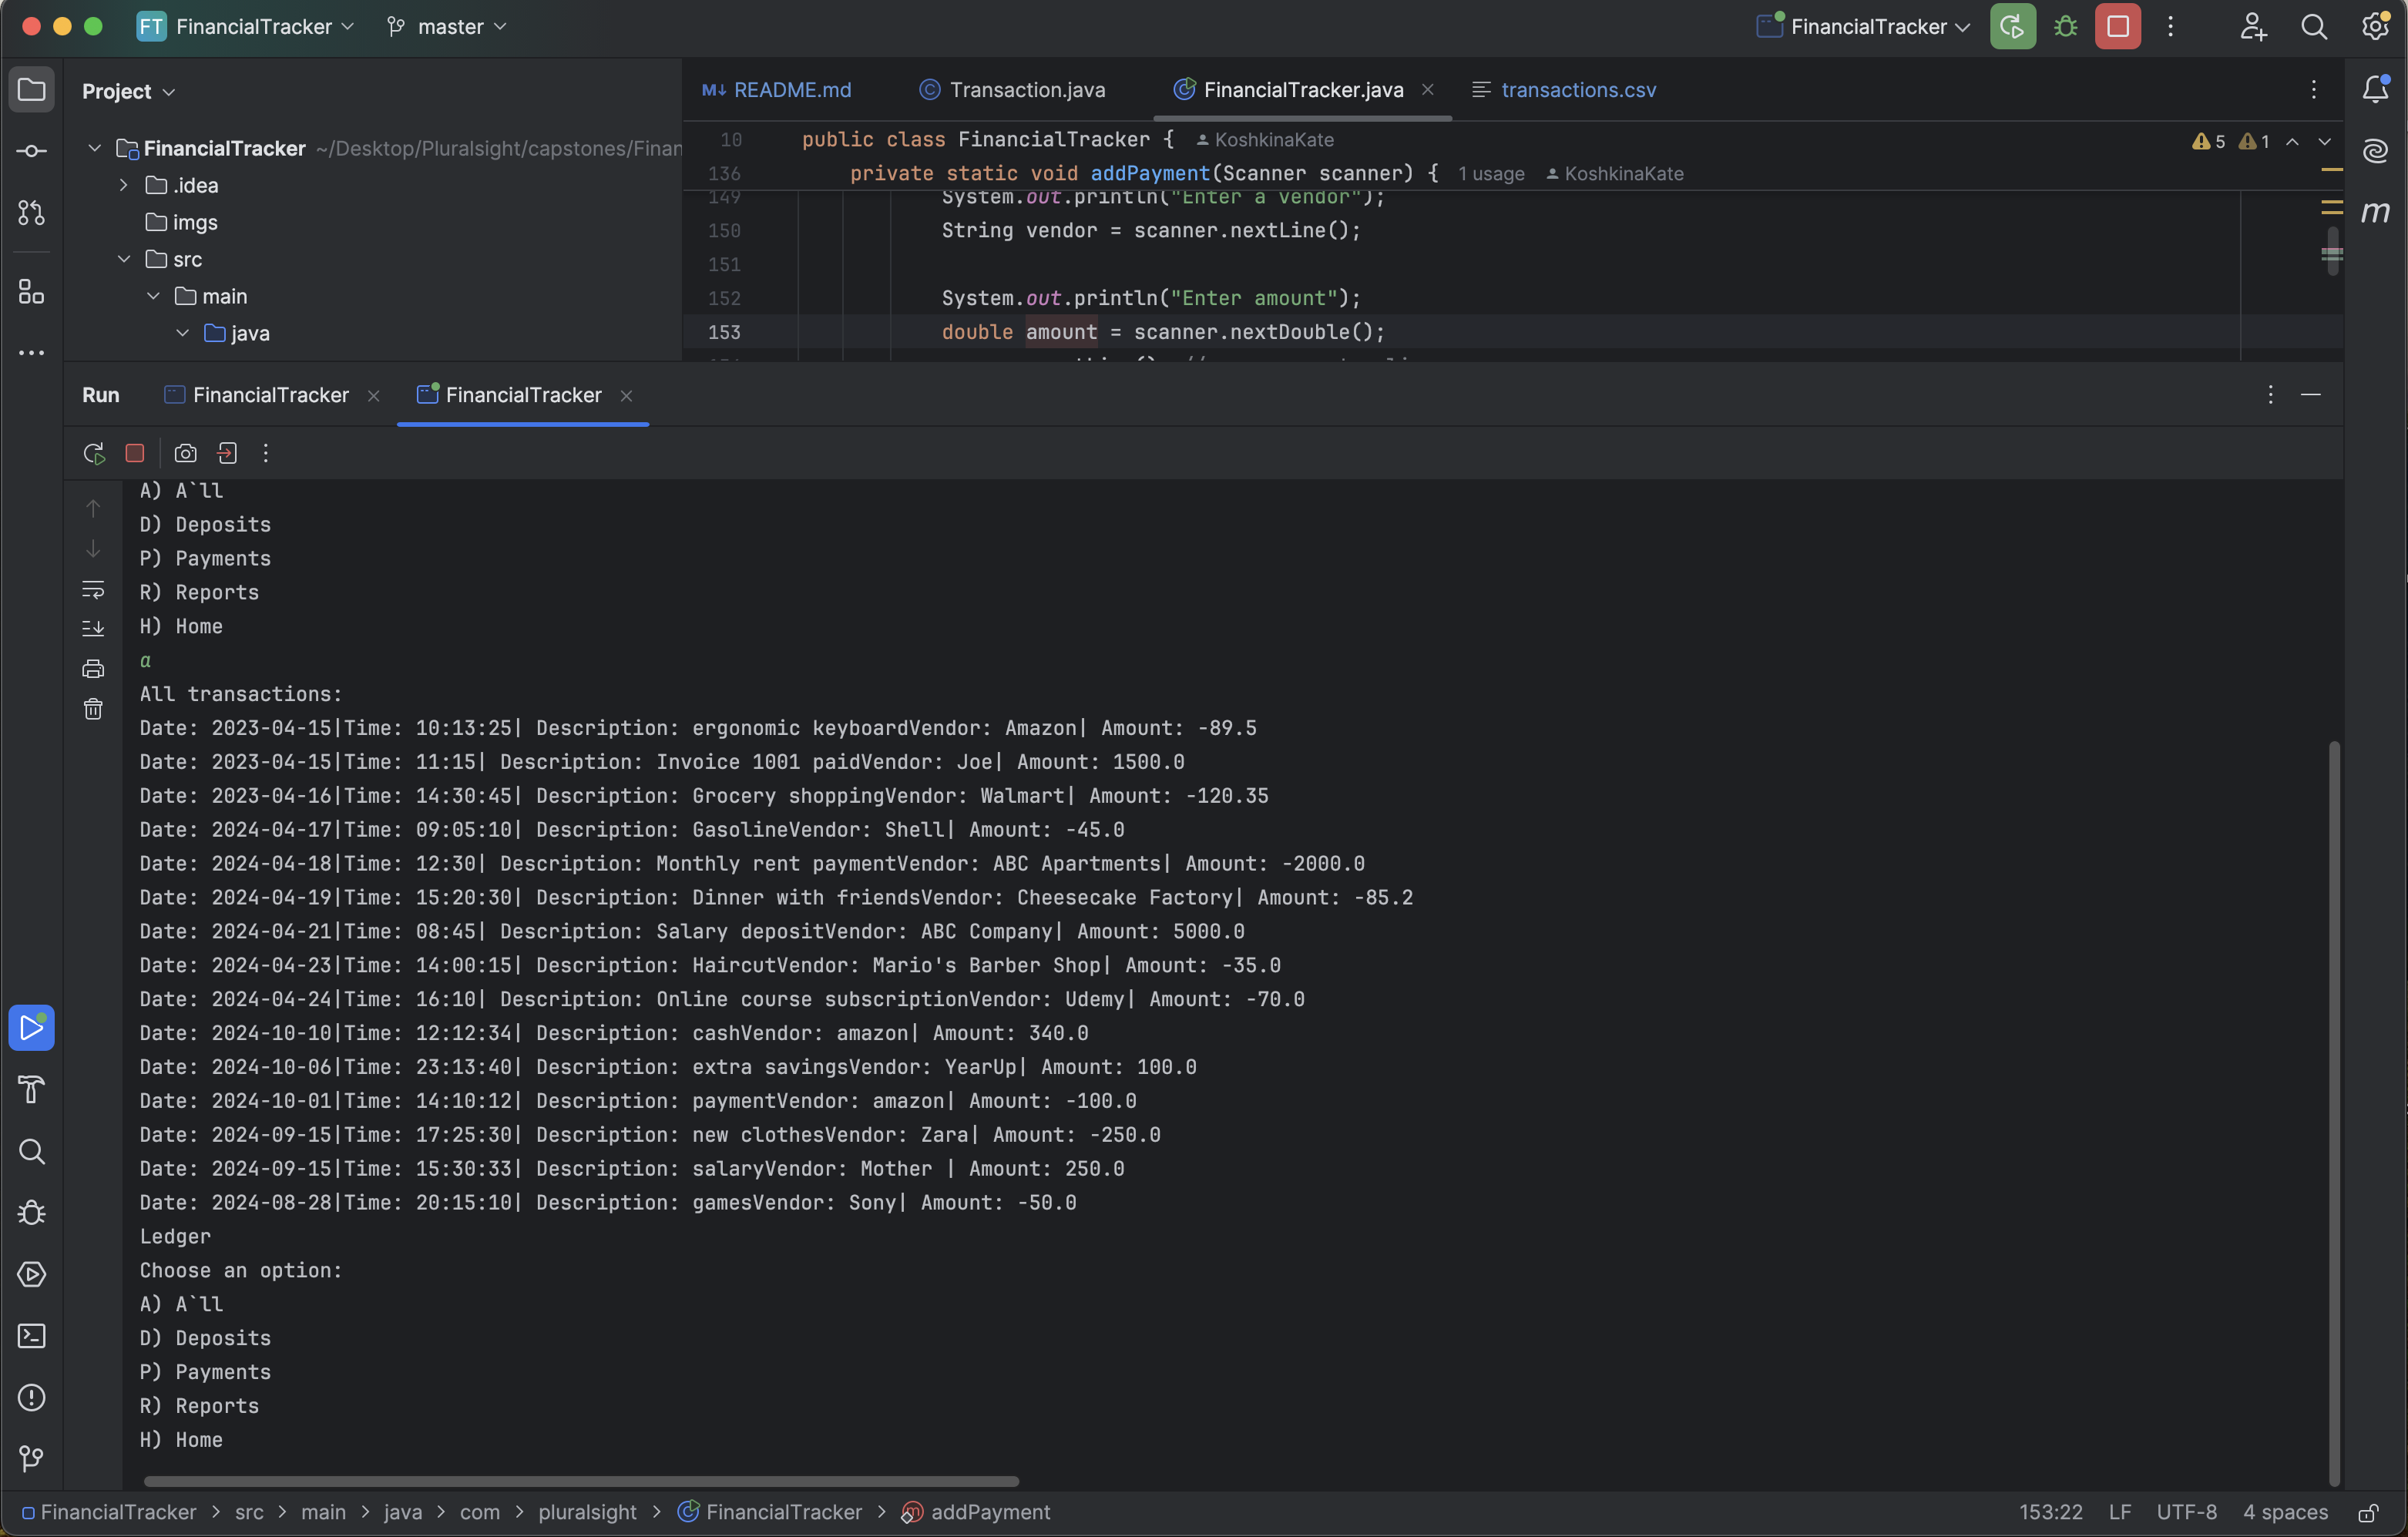 FT FinancialTracker master FinancialTracker
Project
README.md Transaction.java FinancialTracker.java transactions.csv
FinancialTracker ~/Desktop/Pluralsight/capstones/Finan
.idea
imgs
src
main
java
10 public class FinancialTracker { KoshkinaKate 5 1
136 private static void addPayment(Scanner scanner) { 1 usage KoshkinaKate
149 System.out.println("Enter a vendor");
150 String vendor = scanner.nextLine();
151
152 System.out.println("Enter amount");
153 double amount = scanner.nextDouble();
Run FinancialTracker FinancialTracker
A) A`ll
D) Deposits
P) Payments
R) Reports
H) Home
a
All transactions:
Date: 2023-04-15|Time: 10:13:25| Description: ergonomic keyboardVendor: Amazon| Amount: -89.5
Date: 2023-04-15|Time: 11:15| Description: Invoice 1001 paidVendor: Joe| Amount: 1500.0
Date: 2023-04-16|Time: 14:30:45| Description: Grocery shoppingVendor: Walmart| Amount: -120.35
Date: 2024-04-17|Time: 09:05:10| Description: GasolineVendor: Shell| Amount: -45.0
Date: 2024-04-18|Time: 12:30| Description: Monthly rent paymentVendor: ABC Apartments| Amount: -2000.0
Date: 2024-04-19|Time: 15:20:30| Description: Dinner with friendsVendor: Cheesecake Factory| Amount: -85.2
Date: 2024-04-21|Time: 08:45| Description: Salary depositVendor: ABC Company| Amount: 5000.0
Date: 2024-04-23|Time: 14:00:15| Description: HaircutVendor: Mario's Barber Shop| Amount: -35.0
Date: 2024-04-24|Time: 16:10| Description: Online course subscriptionVendor: Udemy| Amount: -70.0
Date: 2024-10-10|Time: 12:12:34| Description: cashVendor: amazon| Amount: 340.0
Date: 2024-10-06|Time: 23:13:40| Description: extra savingsVendor: YearUp| Amount: 100.0
Date: 2024-10-01|Time: 14:10:12| Description: paymentVendor: amazon| Amount: -100.0
Date: 2024-09-15|Time: 17:25:30| Description: new clothesVendor: Zara| Amount: -250.0
Date: 2024-09-15|Time: 15:30:33| Description: salaryVendor: Mother | Amount: 250.0
Date: 2024-08-28|Time: 20:15:10| Description: gamesVendor: Sony| Amount: -50.0
Ledger
Choose an option:
A) A`ll
D) Deposits
P) Payments
R) Reports
H) Home
FinancialTracker > src > main > java > com > pluralsight > FinancialTracker > addPayment 153:22 LF UTF-8 4 spaces